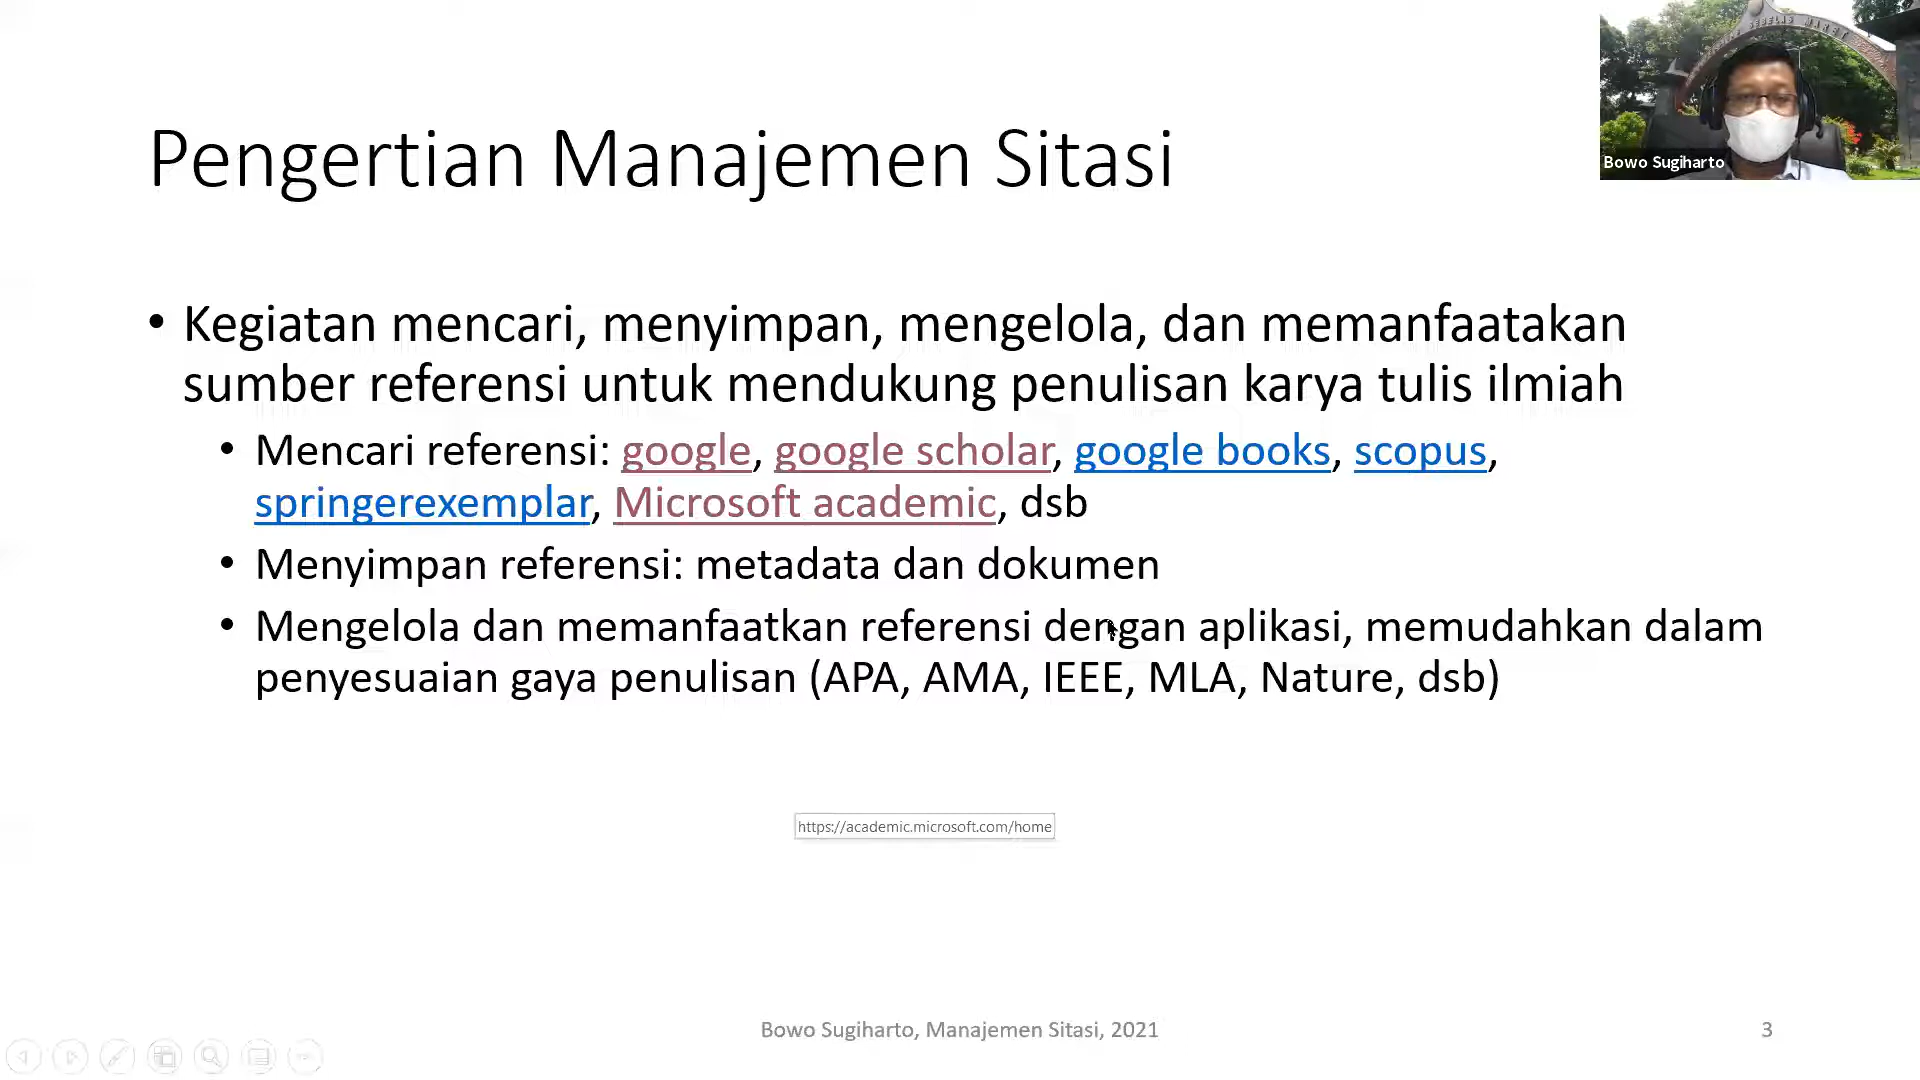 SEBELAS MARET
Bowo Sugiharto
Pengertian Manajemen Sitasi
• Kegiatan mencari, menyimpan, mengelola, dan memanfaatakan
sumber referensi untuk mendukung penulisan karya tulis ilmiah
• Mencari referensi: google, google scholar, google books, scopus,
springerexemplar, Microsoft academic, dsb
• Menyimpan referensi: metadata dan dokumen
• Mengelola dan memanfaatkan referensi dengan aplikasi, memudahkan dalam
penyesuaian gaya penulisan (APA, AMA, IEEE, MLA, Nature, dsb)
https://academic.microsoft.com/home
Bowo Sugiharto, Manajemen Sitasi, 2021
3